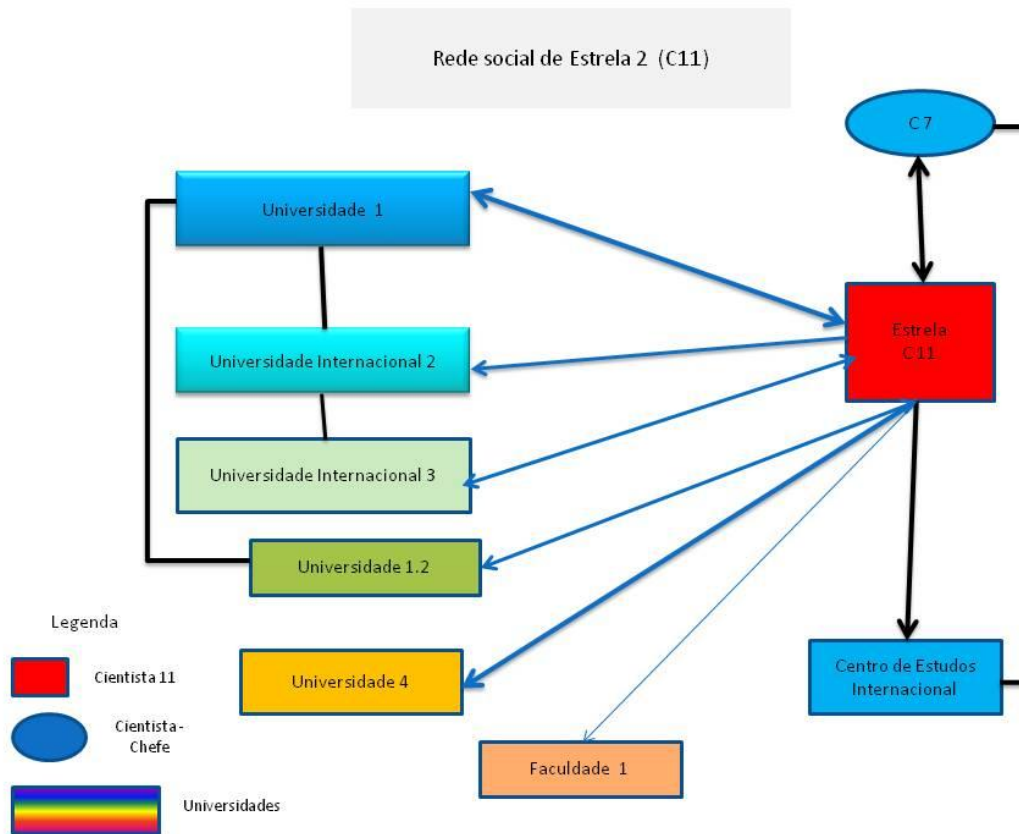 Rede social de Estrela 2 (C11)
C 7
Universidade 1
Estrela
C 11.
Universidade Internacional 2
Universidade Internacional 3
Universidade 1.2
Universidade 4
Faculdade 1
Centro de Estudos
Internacional
Legenda
Cientista 11
Cientista -
Chefe
Universidades